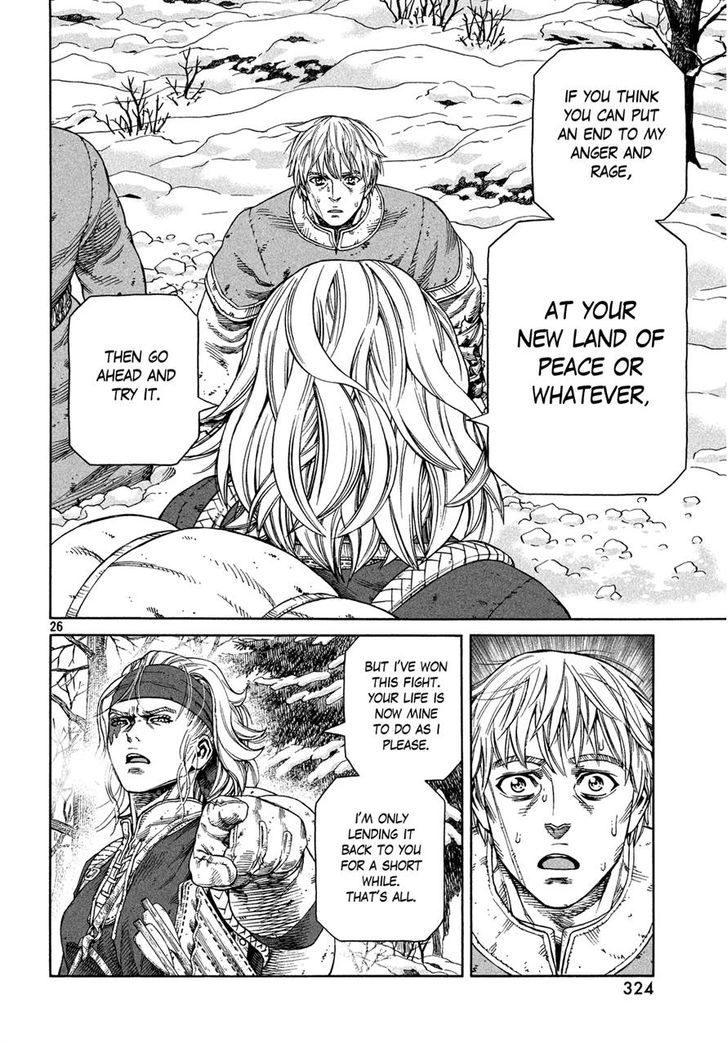 IF YOU THINK
YOU CAN PUT
AN END TO MY
ANGER AND
RAGE,
AT YOUR
NEW LAND OF
PEACE OR
WHATEVER,
THEN GO
AHEAD AND
TRY IT.
26
BUT I'VE WON
THIS FIGHT.
YOUR LIFE IS
NOW MINE
TO DO AS I
PLEASE.
I'M ONLY
LENDING IT
BACK TO YOU
FOR A SHORT
WHILE.
THAT'S ALL.
324